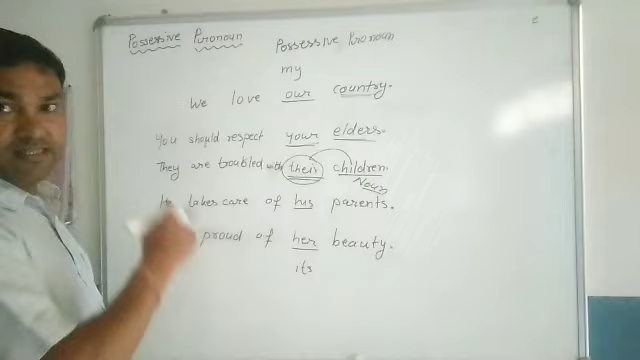 Possessive Pronoun Possessive Pronoun
my
We love our country.
You should respect your elders.
They are troubled with their children.
Noun
He takes care of his parents.
proud of her beauty.
its